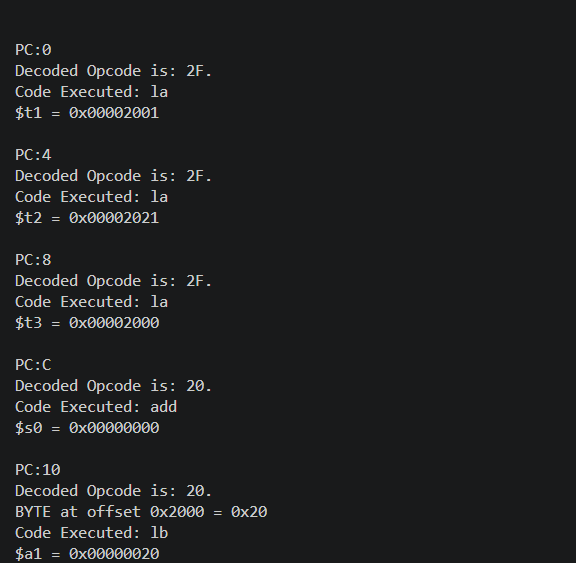 PC:0
Decoded Opcode is: 2F.
Code Executed: la
$t1 = 0x00002001
PC:4
Decoded Opcode is: 2F.
Code Executed: la
$t2 = 0x00002021
PC:8
Decoded Opcode is: 2F.
Code Executed: la
$t3 = 0x00002000
PC:C
Decoded Opcode is: 20.
Code Executed: add
$s0 = 0x00000000
PC:10
Decoded Opcode is: 20.
BYTE at offset 0x2000 = 0x20
Code Executed: lb
$a1 = 0x00000020